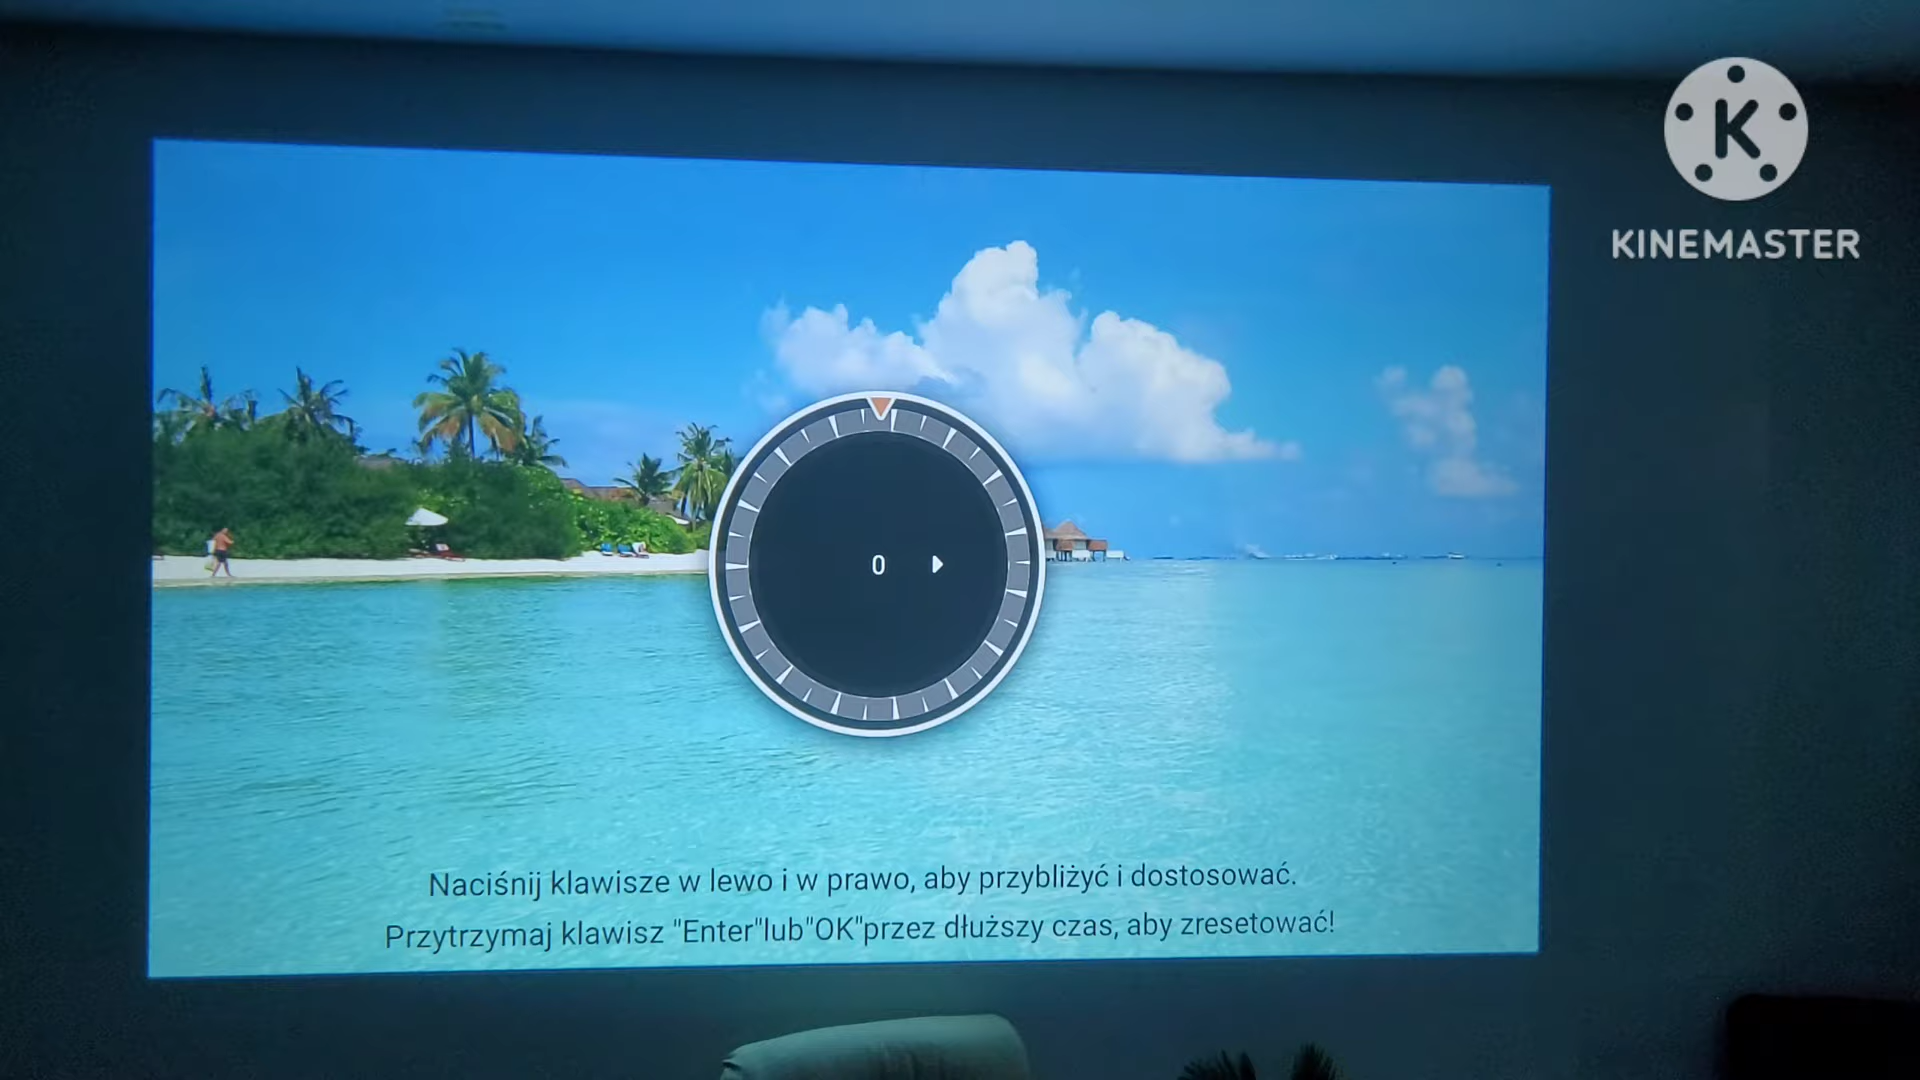 K
KINEMASTER
0
Naciśnij klawisze w lewo i w prawo, aby przybliżyć i dostosować.
Przytrzymaj klawisz "Enter"lub"OK"przez dłuższy czas, aby zresetować!